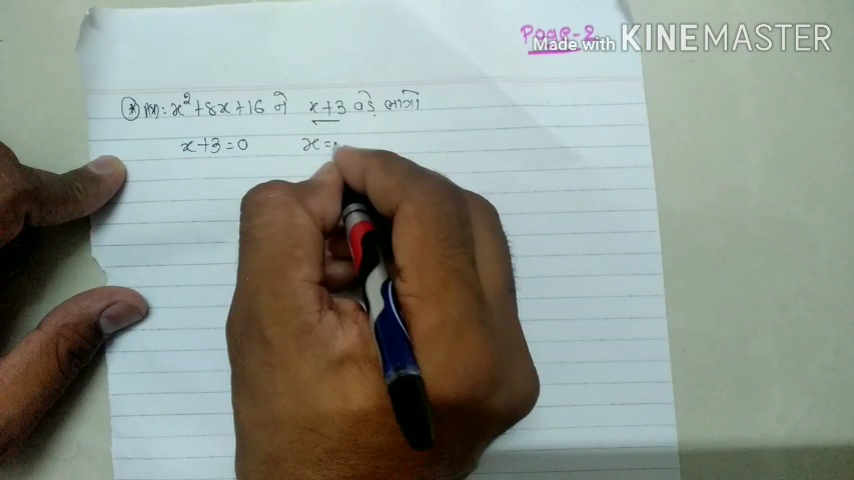 Page-2
Made with KINEMASTER
* p(x) = x² + 8x + 16 ને x+3 વડે ભાગો
x+3=0 x=